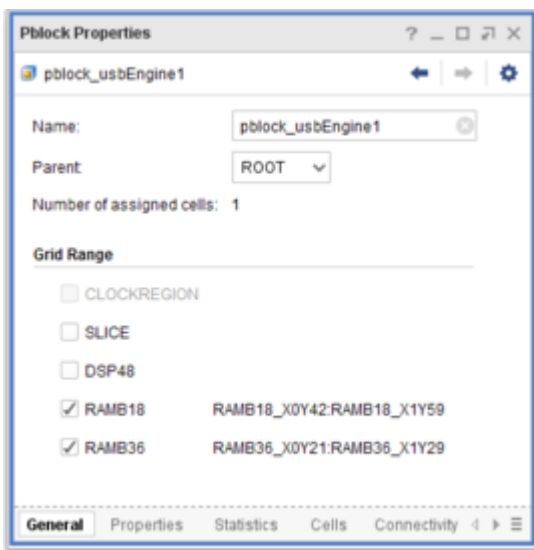 Pblock Properties ?
pblock_usbEngine1
Name: pblock_usbEngine1
Parent: ROOT
Number of assigned cells: 1
Grid Range
CLOCKREGION
SLICE
DSP48
RAMB18 RAMB18_X0Y42:RAMB18_X1Y59
RAMB36 RAMB36_X0Y21:RAMB36_X1Y29
General Properties Statistics Cells Connectivity